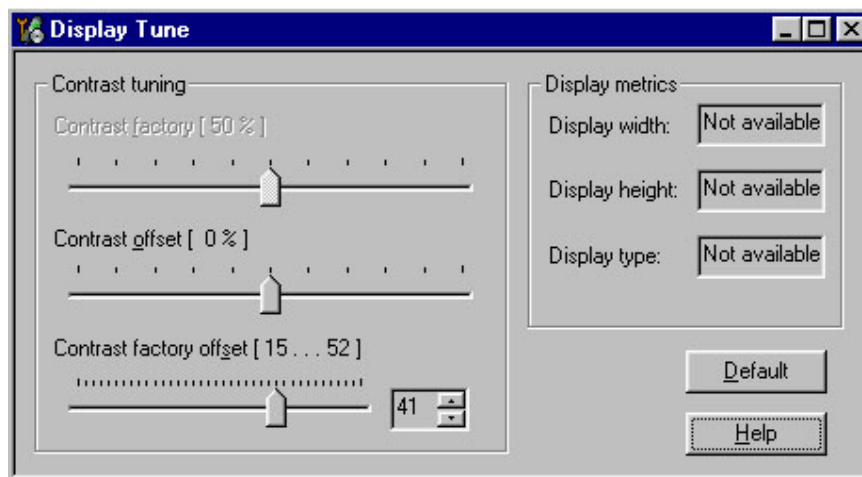 Display Tune
Contrast tuning
Contrast factory [ 50 % ]
Contrast offset [ 0 % ]
Contrast factory offset [ 15 . . . 52 ]
41
Display metrics
Display width: Not available
Display height: Not available
Display type: Not available
Default
Help